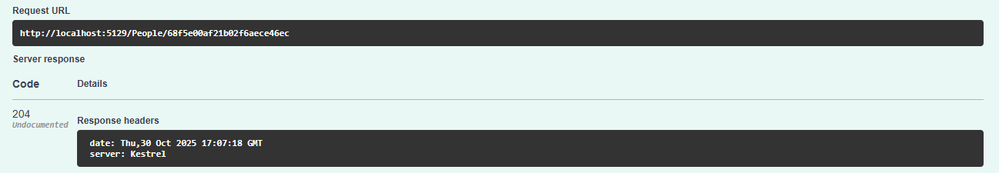 Request URL
http://localhost:5129/People/68f5e00af21b02f6aece46ec
Server response
Code Details
204
Undocumented
Response headers
date: Thu,30 Oct 2025 17:07:18 GMT
server: Kestrel